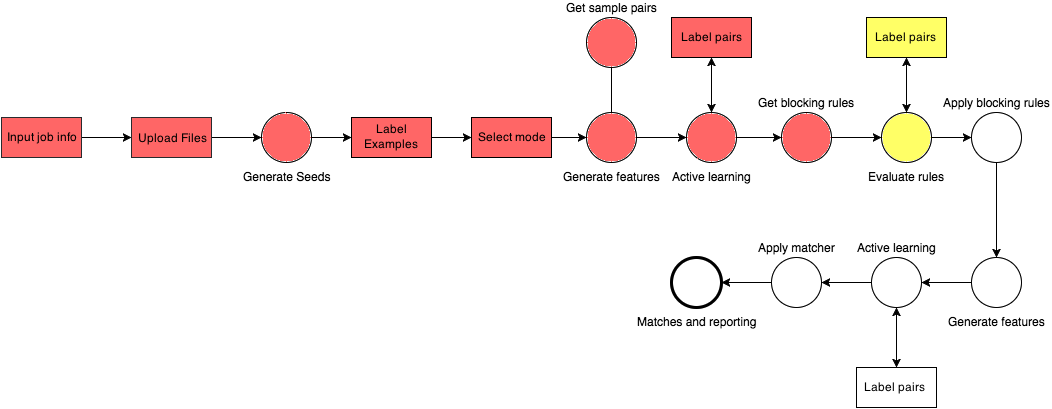 Get sample pairs
Label pairs
Label pairs
Get blocking rules
Apply blocking rules
Input job info
Upload Files
Label
Examples
Select mode
Generate Seeds
Generate features
Active learning
Evaluate rules
Apply matcher
Active learning
Matches and reporting
Generate features
Label pairs